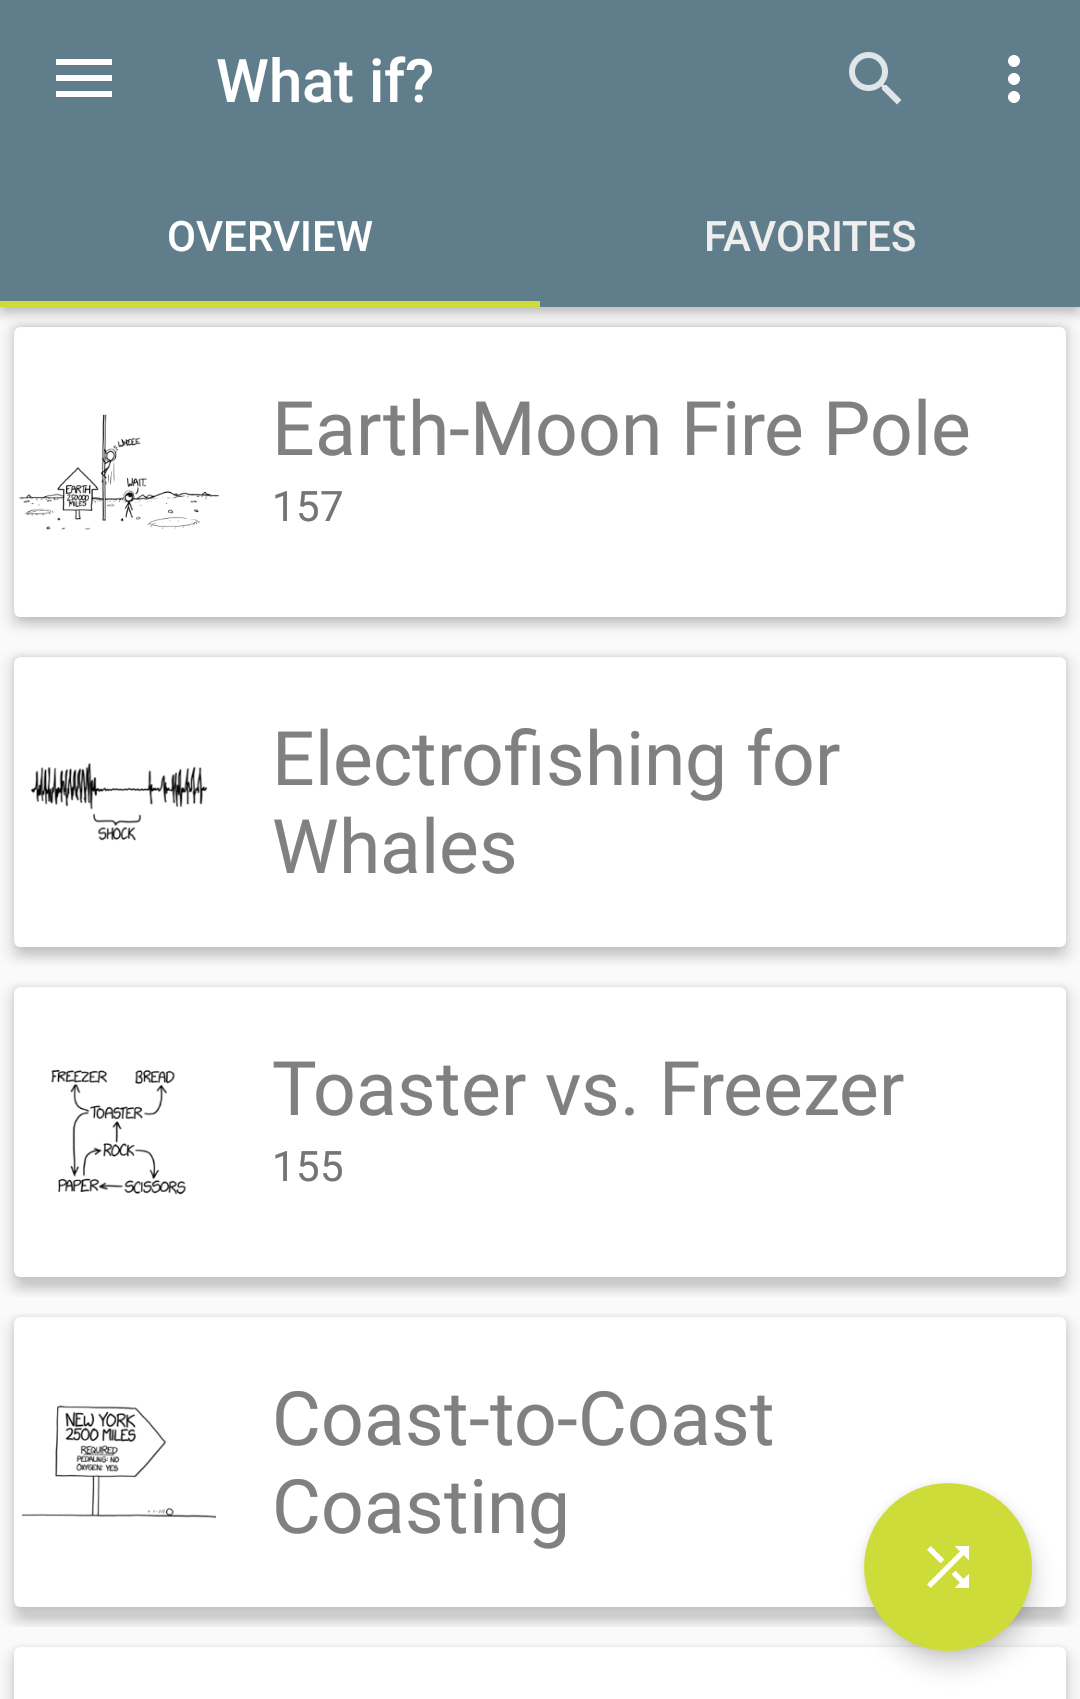 What if?
OVERVIEW
FAVORITES
Earth-Moon Fire Pole
157
WHEEE
WAIT.
EARTH
250000
MILES
Electrofishing for
Whales
SHOCK
Toaster vs. Freezer
155
FREEZER BREAD
TOASTER
ROCK
PAPER SCISSORS
Coast-to-Coast
Coasting
NEW YORK
2500 MILES
REQUIRED
PEDALING: NO
OXYGEN: YES